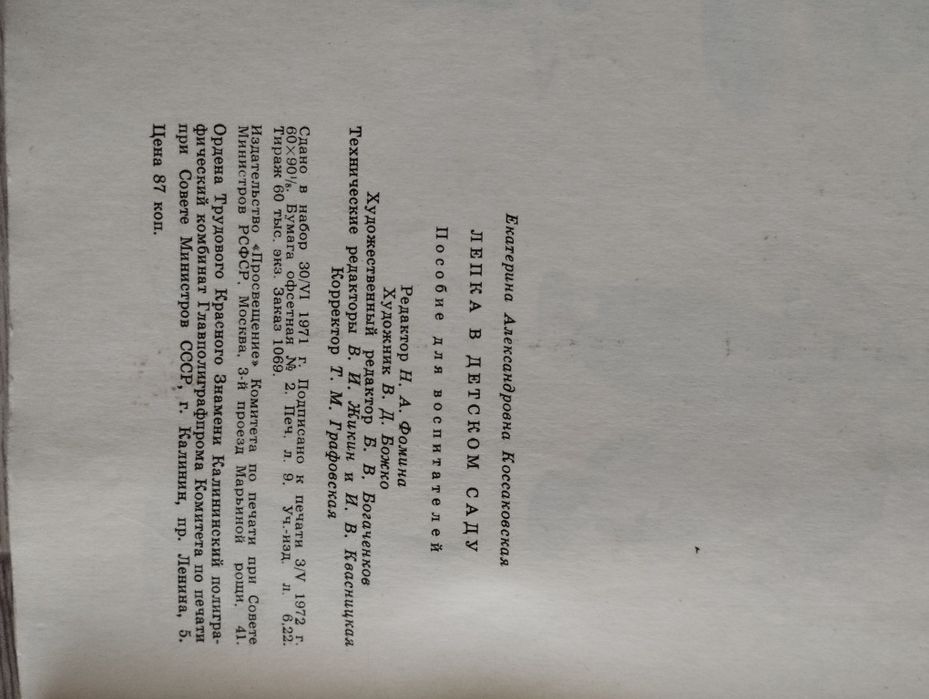 Екатерина Александровна Коссаковская
ЛЕПКА В ДЕТСКОМ САДУ
Пособие для воспитателей
Редактор Н. А. Фомина
Художник В. Д. Божко
Художественный редактор Б. В. Богаченков
Технические редакторы В. И. Жикин и И. В. Квасницкая
Корректор Т. М. Графовская
Сдано в набор 30/VI 1971 г. Подписано к печати 3/V 1972 г.
60×90¹/₈. Бумага офсетная № 2. Печ. л. 9. Уч.-изд. л. 6,22.
Тираж 60 тыс. экз. Заказ 1069.
Издательство «Просвещение» Комитета по печати при Совете
Министров РСФСР. Москва, 3-й проезд Марьиной рощи, 41.
Ордена Трудового Красного Знамени Калининский полигра-
фический комбинат Главполиграфпрома Комитета по печати
при Совете Министров СССР, г. Калинин, пр. Ленина, 5.
Цена 87 коп.